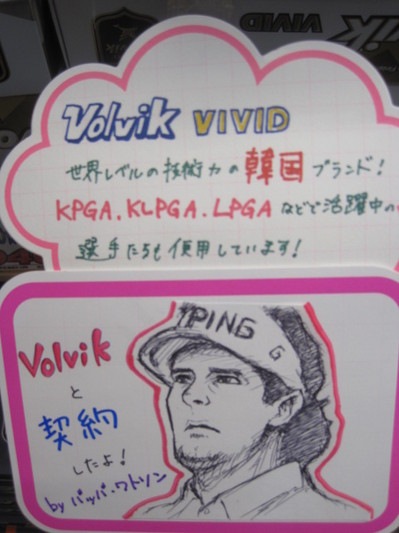 Volvik VIVID
世界レベルの技術力の韓国ブランド!
KPGA.KLPGA.LPGAなどで活躍中の
選手たちも使用しています!
PING
G
Volvik
と
契約
したよ!
by バッバ・ワトソン